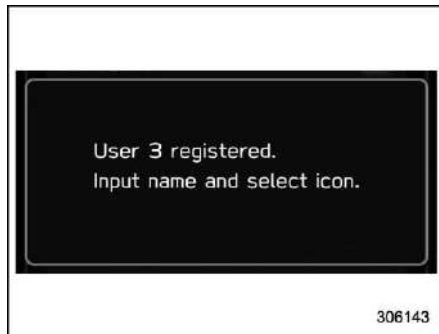 User 3 registered.
Input name and select icon.
306143